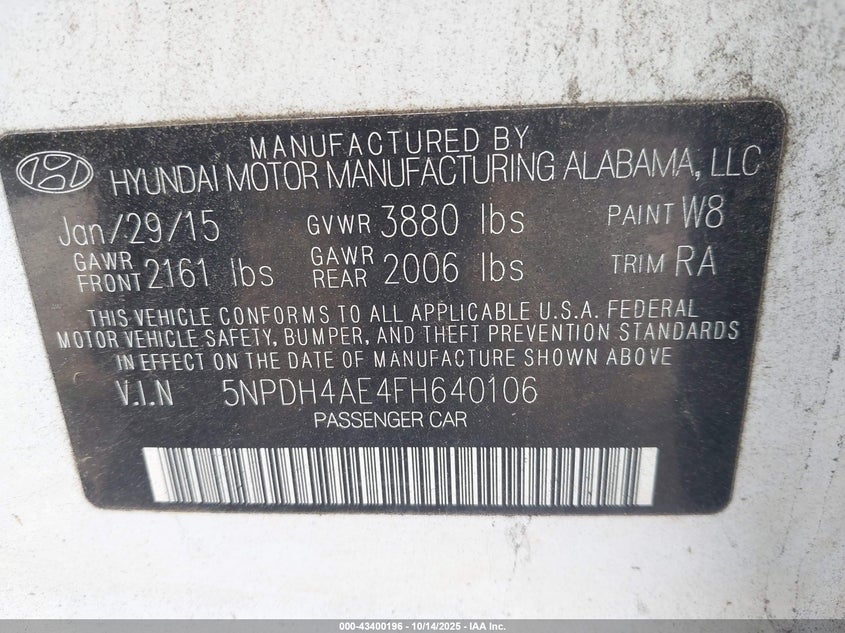 MANUFACTURED BY
HYUNDAI MOTOR MANUFACTURING ALABAMA, LLC
Jan/29/15 GVWR 3880 lbs PAINT W8
GAWR FRONT 2161 lbs GAWR REAR 2006 lbs TRIM RA
THIS VEHICLE CONFORMS TO ALL APPLICABLE U.S.A. FEDERAL
MOTOR VEHICLE SAFETY, BUMPER, AND THEFT PREVENTION STANDARDS
IN EFFECT ON THE DATE OF MANUFACTURE SHOWN ABOVE
V.I.N 5NPDH4AE4FH640106
PASSENGER CAR
000-43400196 - 10/14/2025 - IAA Inc.